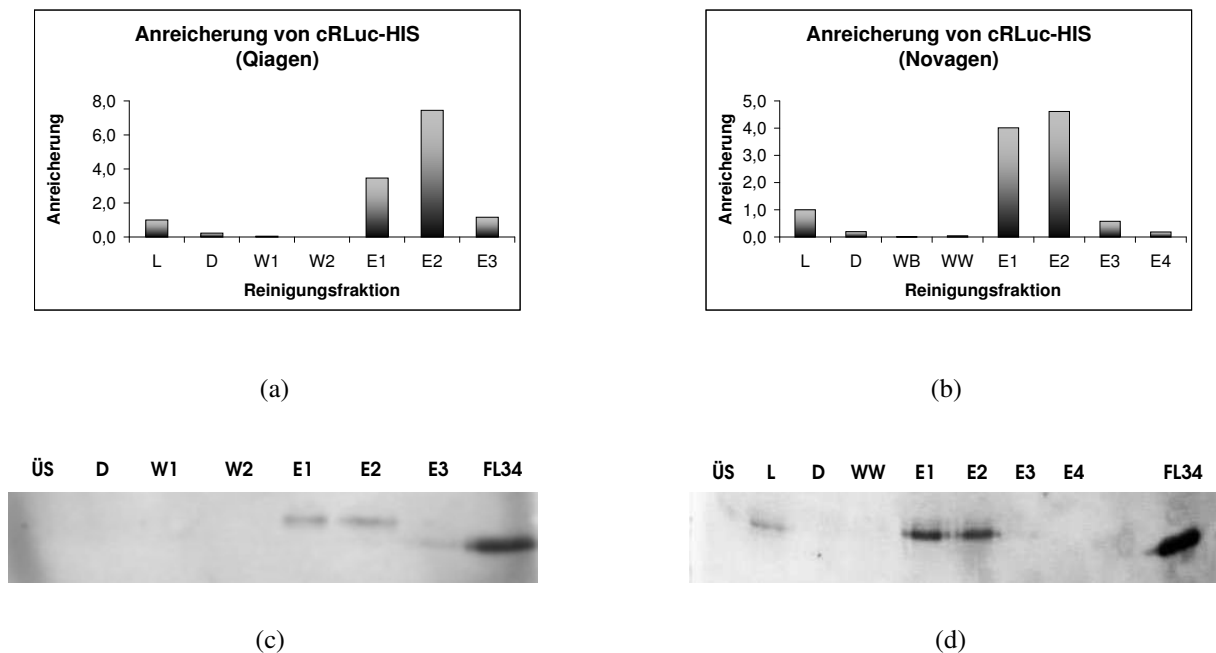 Anreicherung von cRLuc-HIS
(Qiagen)
Anreicherung
8,0
6,0
4,0
2,0
0,0
L D W1 W2 E1 E2 E3
Reinigungsfraktion
(a)
Anreicherung von cRLuc-HIS
(Novagen)
Anreicherung
5,0
4,0
3,0
2,0
1,0
0,0
L D WB WW E1 E2 E3 E4
Reinigungsfraktion
(b)
ÜS D W1 W2 E1 E2 E3 FL34
(c)
ÜS L D WW E1 E2 E3 E4 FL34
(d)